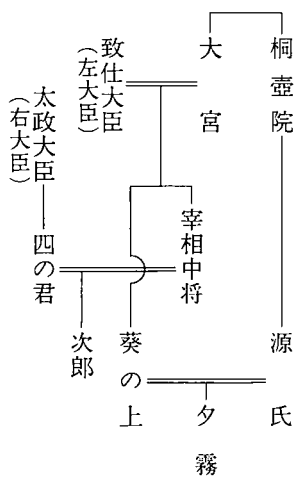 桐壺院
大宮
致仕大臣
（左大臣）
太政大臣
（右大臣）
宰相中将
四の君
源氏
夕霧
葵の上
次郎